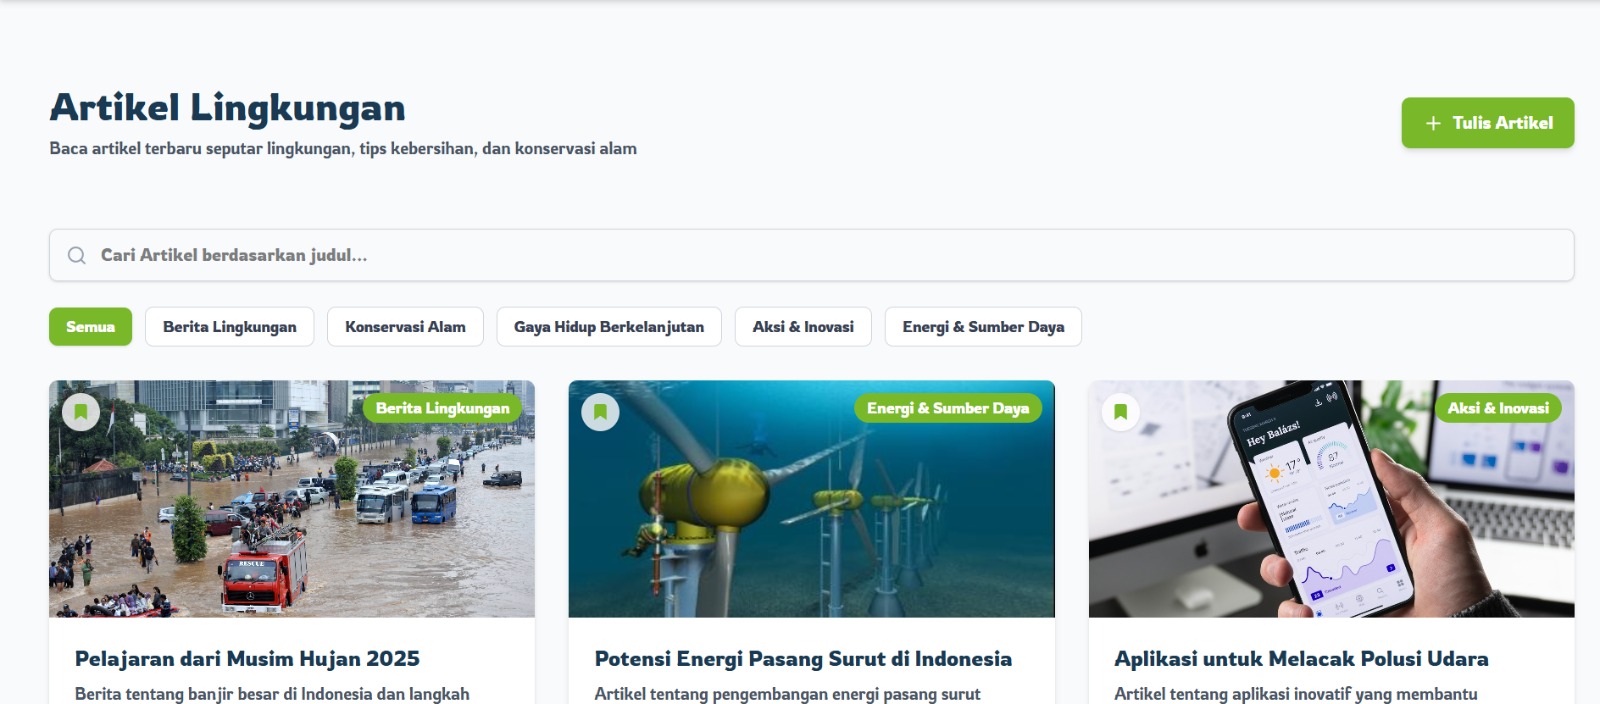 Artikel Lingkungan
Baca artikel terbaru seputar lingkungan, tips kebersihan, dan konservasi alam
Tulis Artikel
Cari Artikel berdasarkan judul...
Semua
Berita Lingkungan
Konservasi Alam
Gaya Hidup Berkelanjutan
Aksi & Inovasi
Energi & Sumber Daya
Berita Lingkungan
RESCUE
Pelajaran dari Musim Hujan 2025
Berita tentang banjir besar di Indonesia dan langkah
Energi & Sumber Daya
Potensi Energi Pasang Surut di Indonesia
Artikel tentang pengembangan energi pasang surut
Aksi & Inovasi
Hey Balázs!
17°
87
Traffic
Aplikasi untuk Melacak Polusi Udara
Artikel tentang aplikasi inovatif yang membantu